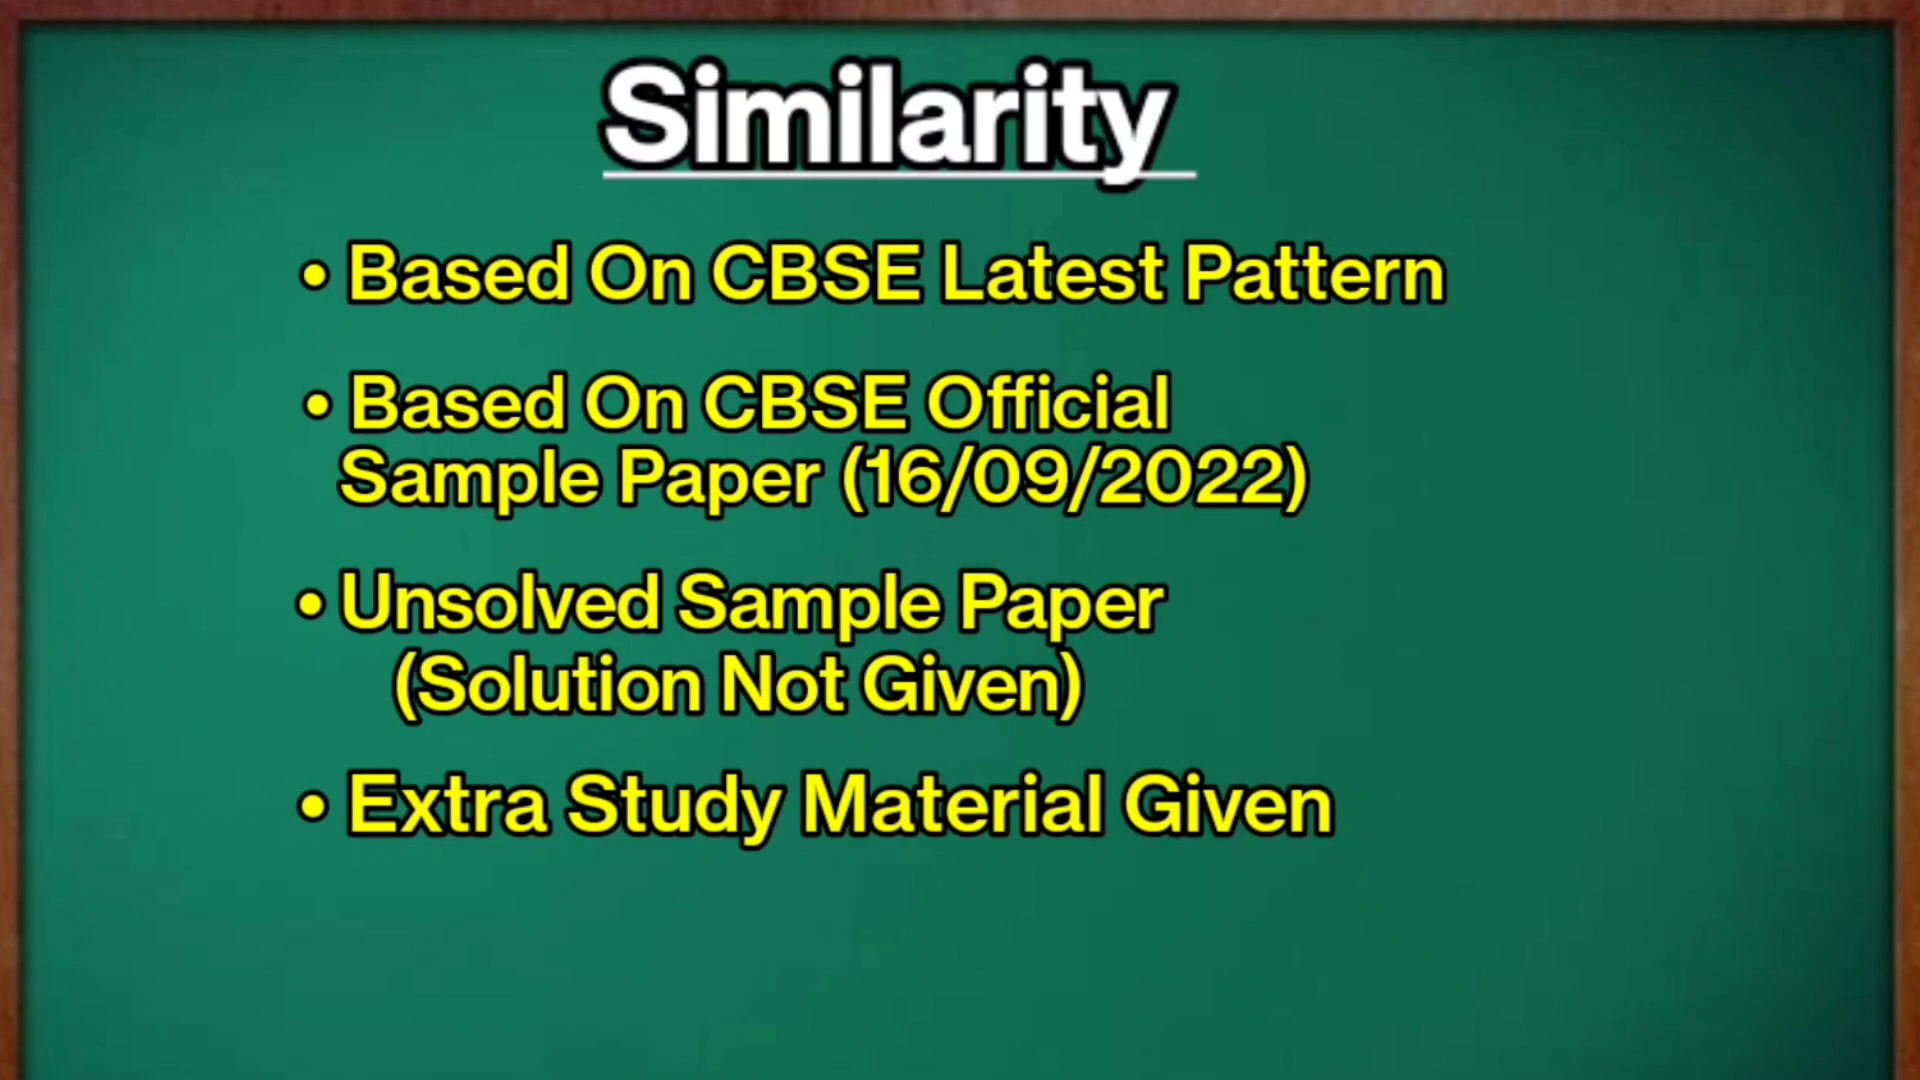 Similarity
• Based On CBSE Latest Pattern
• Based On CBSE Official
Sample Paper (16/09/2022)
• Unsolved Sample Paper
(Solution Not Given)
• Extra Study Material Given